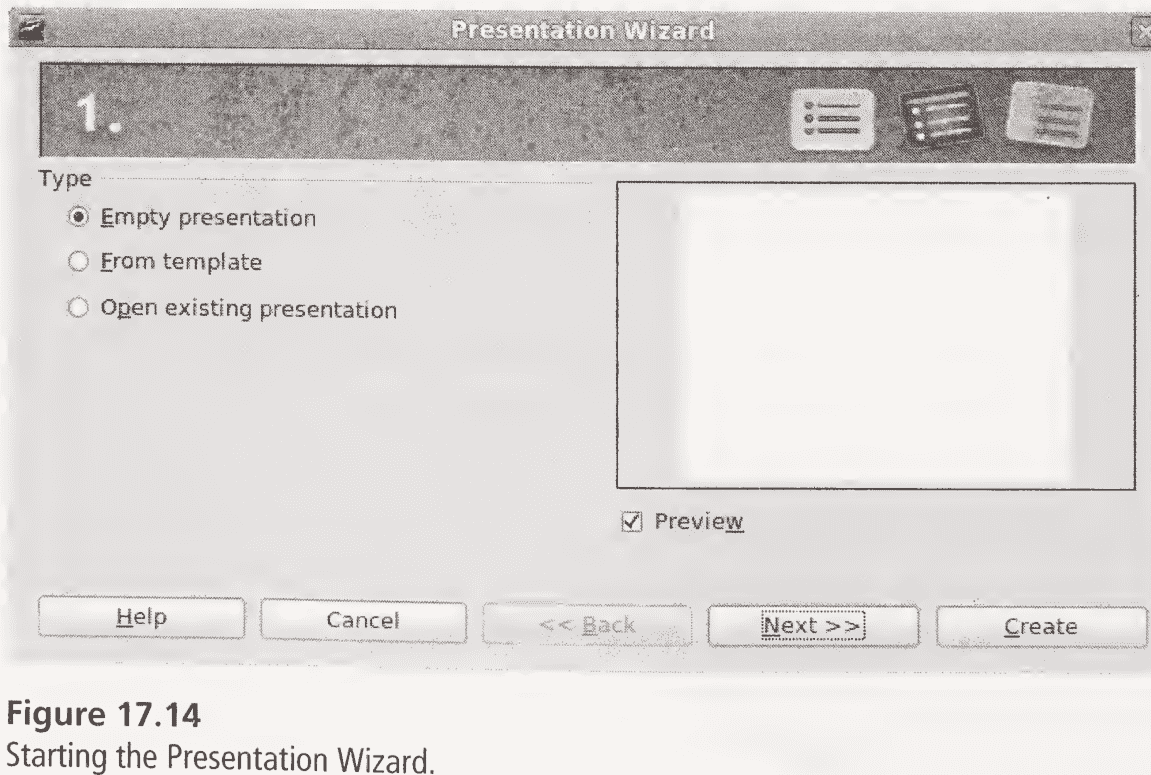 Presentation Wizard
1.
Type
Empty presentation
From template
Open existing presentation
Preview
Help
Cancel
<< Back
Next >>
Create
Figure 17.14
Starting the Presentation Wizard.